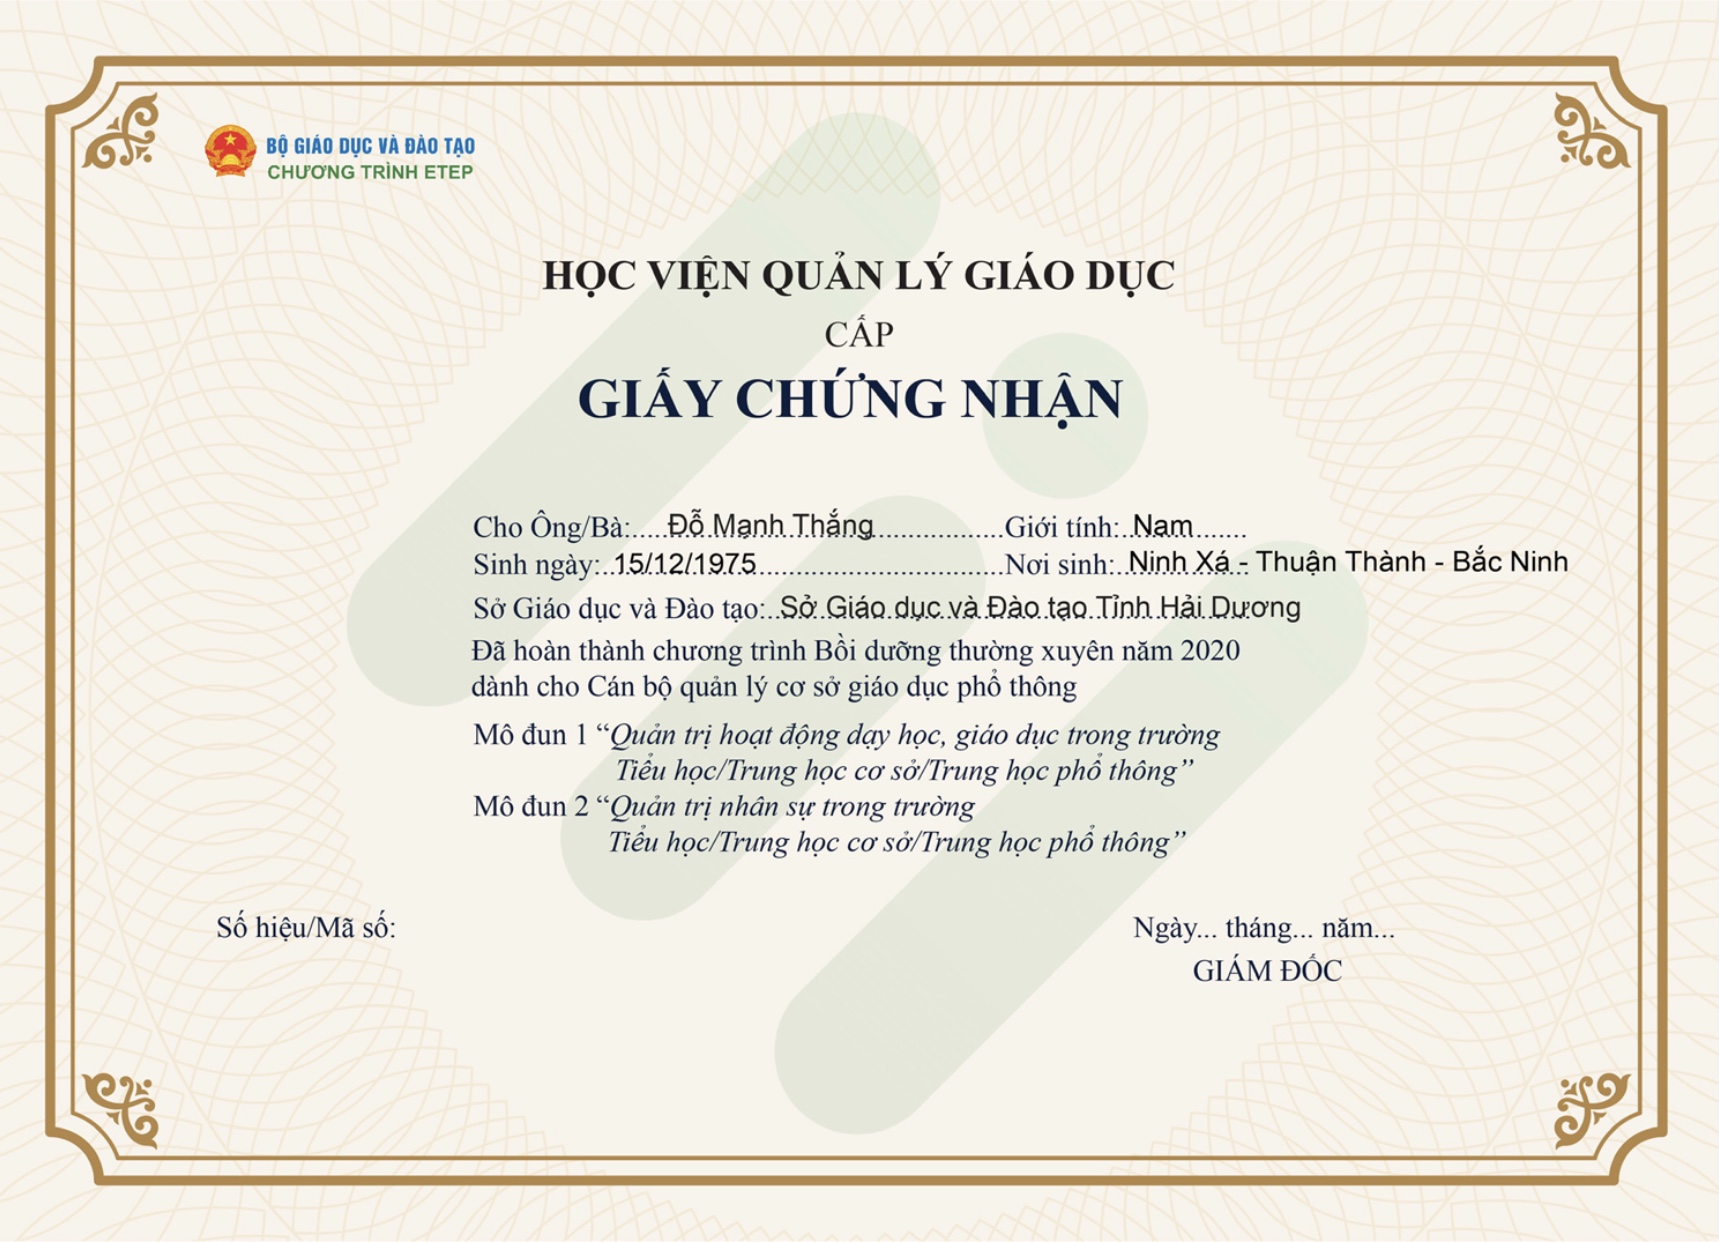 BỘ GIÁO DỤC VÀ ĐÀO TẠO
CHƯƠNG TRÌNH ETEP
HỌC VIỆN QUẢN LÝ GIÁO DỤC
CẤP
GIẤY CHỨNG NHẬN
Cho Ông/Bà:.....Đỗ Mạnh Thắng..................Giới tính:..Nam.......
Sinh ngày:..15/12/1975.................................Nơi sinh:..Ninh Xá - Thuận Thành - Bắc Ninh
Sở Giáo dục và Đào tạo:..Sở Giáo dục và Đào tạo Tỉnh Hải Dương
Đã hoàn thành chương trình Bồi dưỡng thường xuyên năm 2020
dành cho Cán bộ quản lý cơ sở giáo dục phổ thông
Mô đun 1 “Quản trị hoạt động dạy học, giáo dục trong trường
Tiểu học/Trung học cơ sở/Trung học phổ thông”
Mô đun 2 “Quản trị nhân sự trong trường
Tiểu học/Trung học cơ sở/Trung học phổ thông”
Số hiệu/Mã số:
Ngày... tháng... năm...
GIÁM ĐỐC